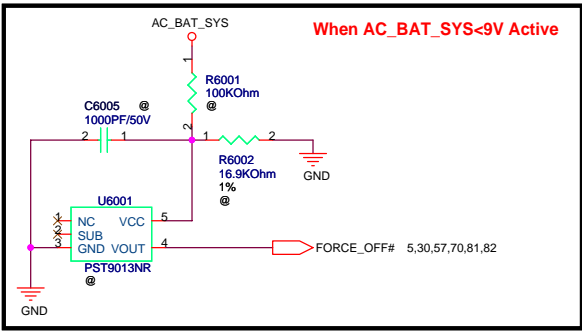 AC_BAT_SYS
When AC_BAT_SYS<9V Active
1
R6001
100KOhm
@
2
C6005 @
1000PF/50V
2 1
1 2
R6002
16.9KOhm
1%
@
GND
U6001
1 NC VCC 5
2 SUB
3 GND VOUT 4
PST9013NR
@
FORCE_OFF# 5,30,57,70,81,82
GND